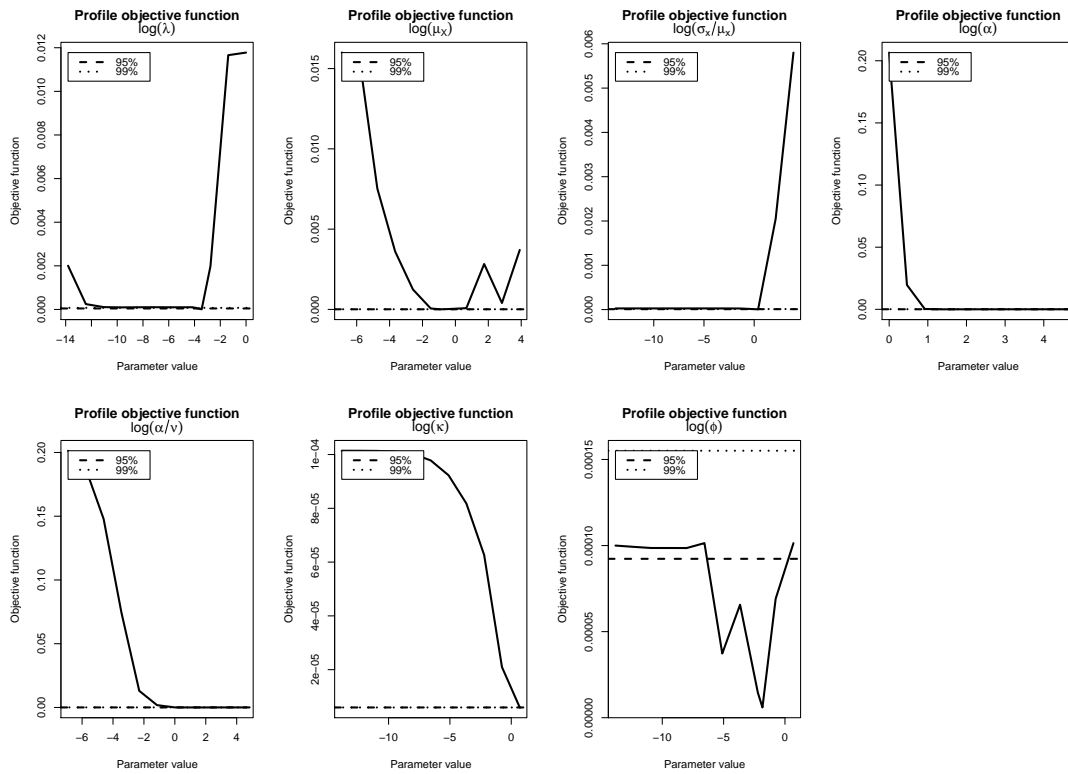 Profile objective function
log(λ)
95%
99%
Objective function
0.000 0.002 0.004 0.006 0.008 0.010 0.012
−14 −10 −8 −6 −4 −2 0
Parameter value
Profile objective function
log(μX)
95%
99%
Objective function
0.000 0.005 0.010 0.015
−6 −4 −2 0 2 4
Parameter value
Profile objective function
log(σx/μx)
95%
99%
Objective function
0.000 0.001 0.002 0.003 0.004 0.005 0.006
−10 −5 0
Parameter value
Profile objective function
log(α)
95%
99%
Objective function
0.00 0.05 0.10 0.15 0.20
0 1 2 3 4
Parameter value
Profile objective function
log(α/ν)
95%
99%
Objective function
0.00 0.05 0.10 0.15 0.20
−6 −4 −2 0 2 4
Parameter value
Profile objective function
log(κ)
95%
99%
Objective function
2e−05 4e−05 6e−05 8e−05 1e−04
−10 −5 0
Parameter value
Profile objective function
log(ϕ)
95%
99%
Objective function
0.00000 0.00005 0.00010 0.00015
−10 −5 0
Parameter value